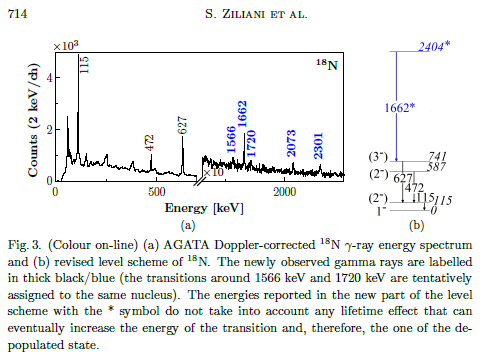 714
S. ZILIANI ET AL.
×10³
115
¹⁸N
Counts (2 keV/ch)
4
2
0
472
627
1566
1662
1720
2073
2301
×10
0
500
2000
Energy [keV]
(a)
2404*
1662*
(3⁻)
741
(2⁻)
587
627
472
(2⁻)
115
115
1⁻
0
(b)
Fig. 3. (Colour on-line) (a) AGATA Doppler-corrected ¹⁸N γ-ray energy spectrum
and (b) revised level scheme of ¹⁸N. The newly observed gamma rays are labelled
in thick black/blue (the transitions around 1566 keV and 1720 keV are tentatively
assigned to the same nucleus). The energies reported in the new part of the level
scheme with the * symbol do not take into account any lifetime effect that can
eventually increase the energy of the transition and, therefore, the one of the de-
populated state.